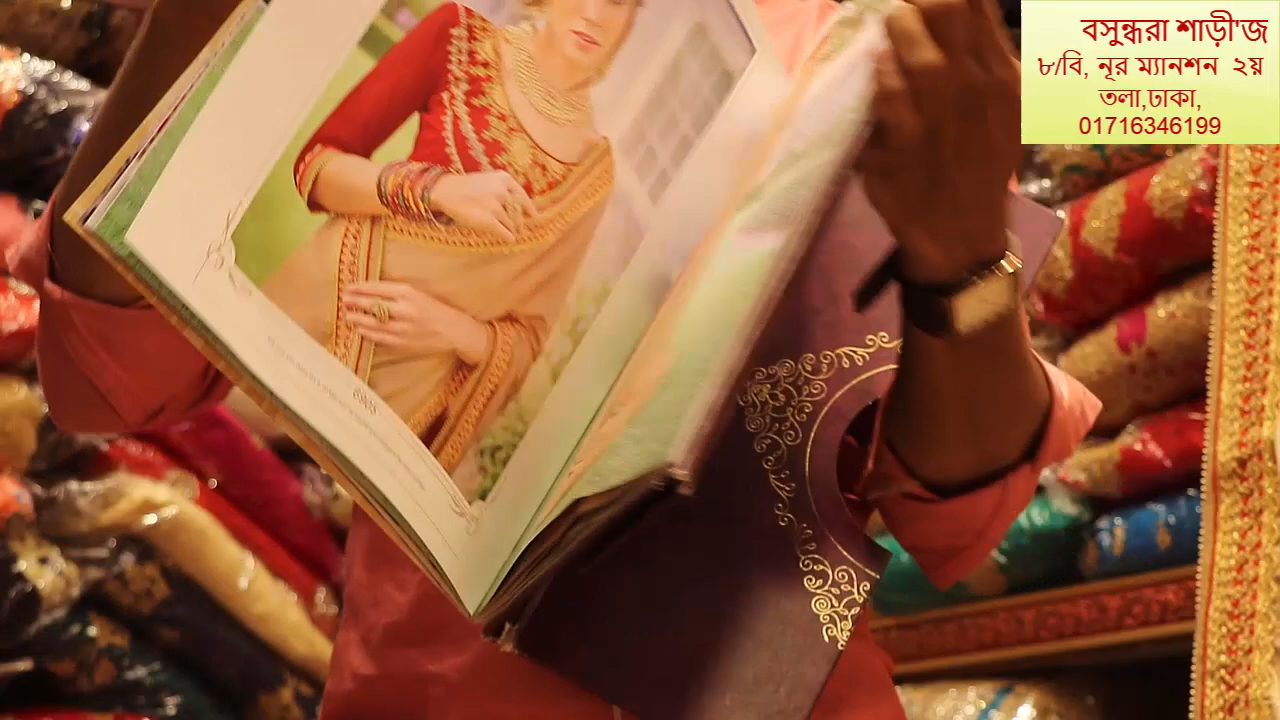 বসুন্ধরা শাড়ী'জ
৮/বি, নূর ম্যানশন ২য়
তলা,ঢাকা,
01716346199